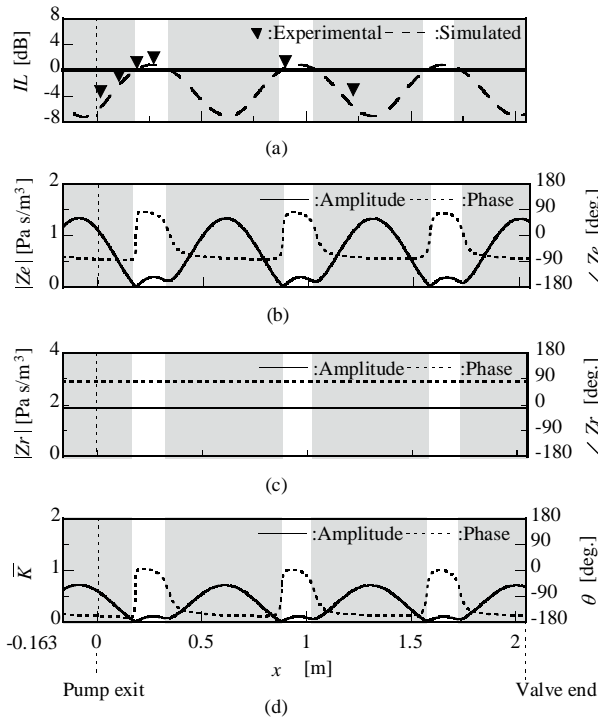 8
4
0
-4
-8
IL [dB]
▼:Experimental – – –:Simulated
(a)
2
1
0
|Ze| [Pa s/m³]
:Amplitude :Phase
180
90
0
-90
-180
∠Ze [deg.]
(b)
4
2
0
|Zr| [Pa s/m³]
:Amplitude :Phase
180
90
0
-90
-180
∠Zr [deg.]
(c)
2
1
0
K
:Amplitude :Phase
180
90
0
-90
-180
θ [deg.]
-0.163 0 0.5 1 1.5 2
x [m]
Pump exit Valve end
(d)